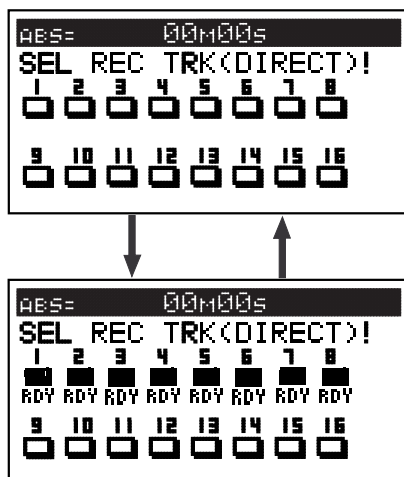 ABS= 00M00S
SEL REC TRK(DIRECT)!
1 2 3 4 5 6 7 8
9 10 11 12 13 14 15 16
ABS= 00M00S
SEL REC TRK(DIRECT)!
1 2 3 4 5 6 7 8
RDY RDY RDY RDY RDY RDY RDY RDY
9 10 11 12 13 14 15 16